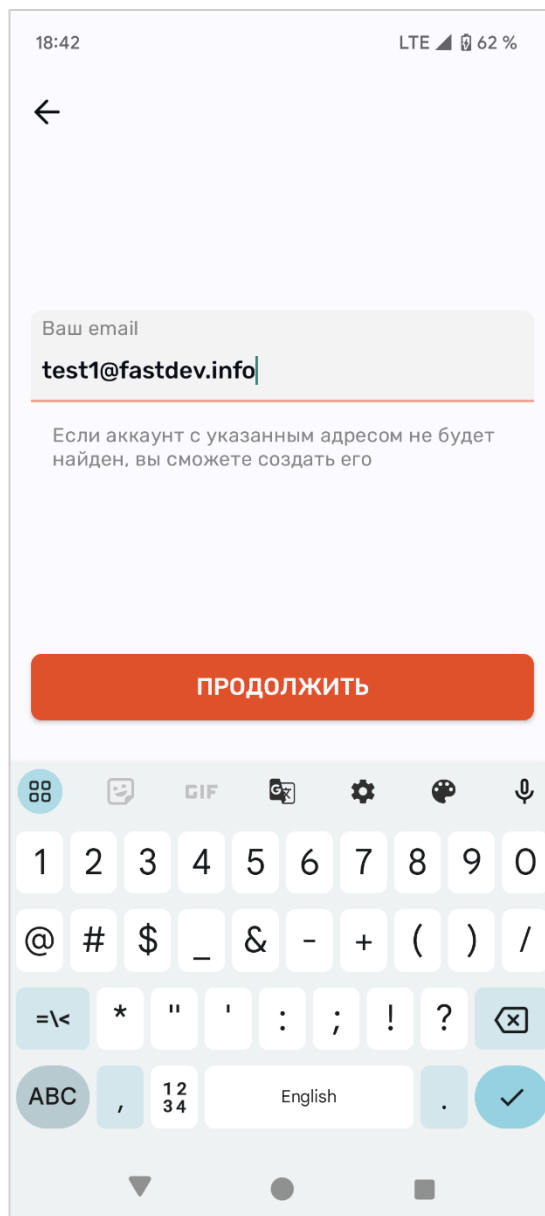 18:42 LTE 62 %
Ваш email
test1@fastdev.info
Если аккаунт с указанным адресом не будет
найден, вы сможете создать его
ПРОДОЛЖИТЬ
GIF G
1 2 3 4 5 6 7 8 9 0
@ # $ _ & - + ( ) /
=\< * " ' : ; ! ?
ABC , 12 34 English .